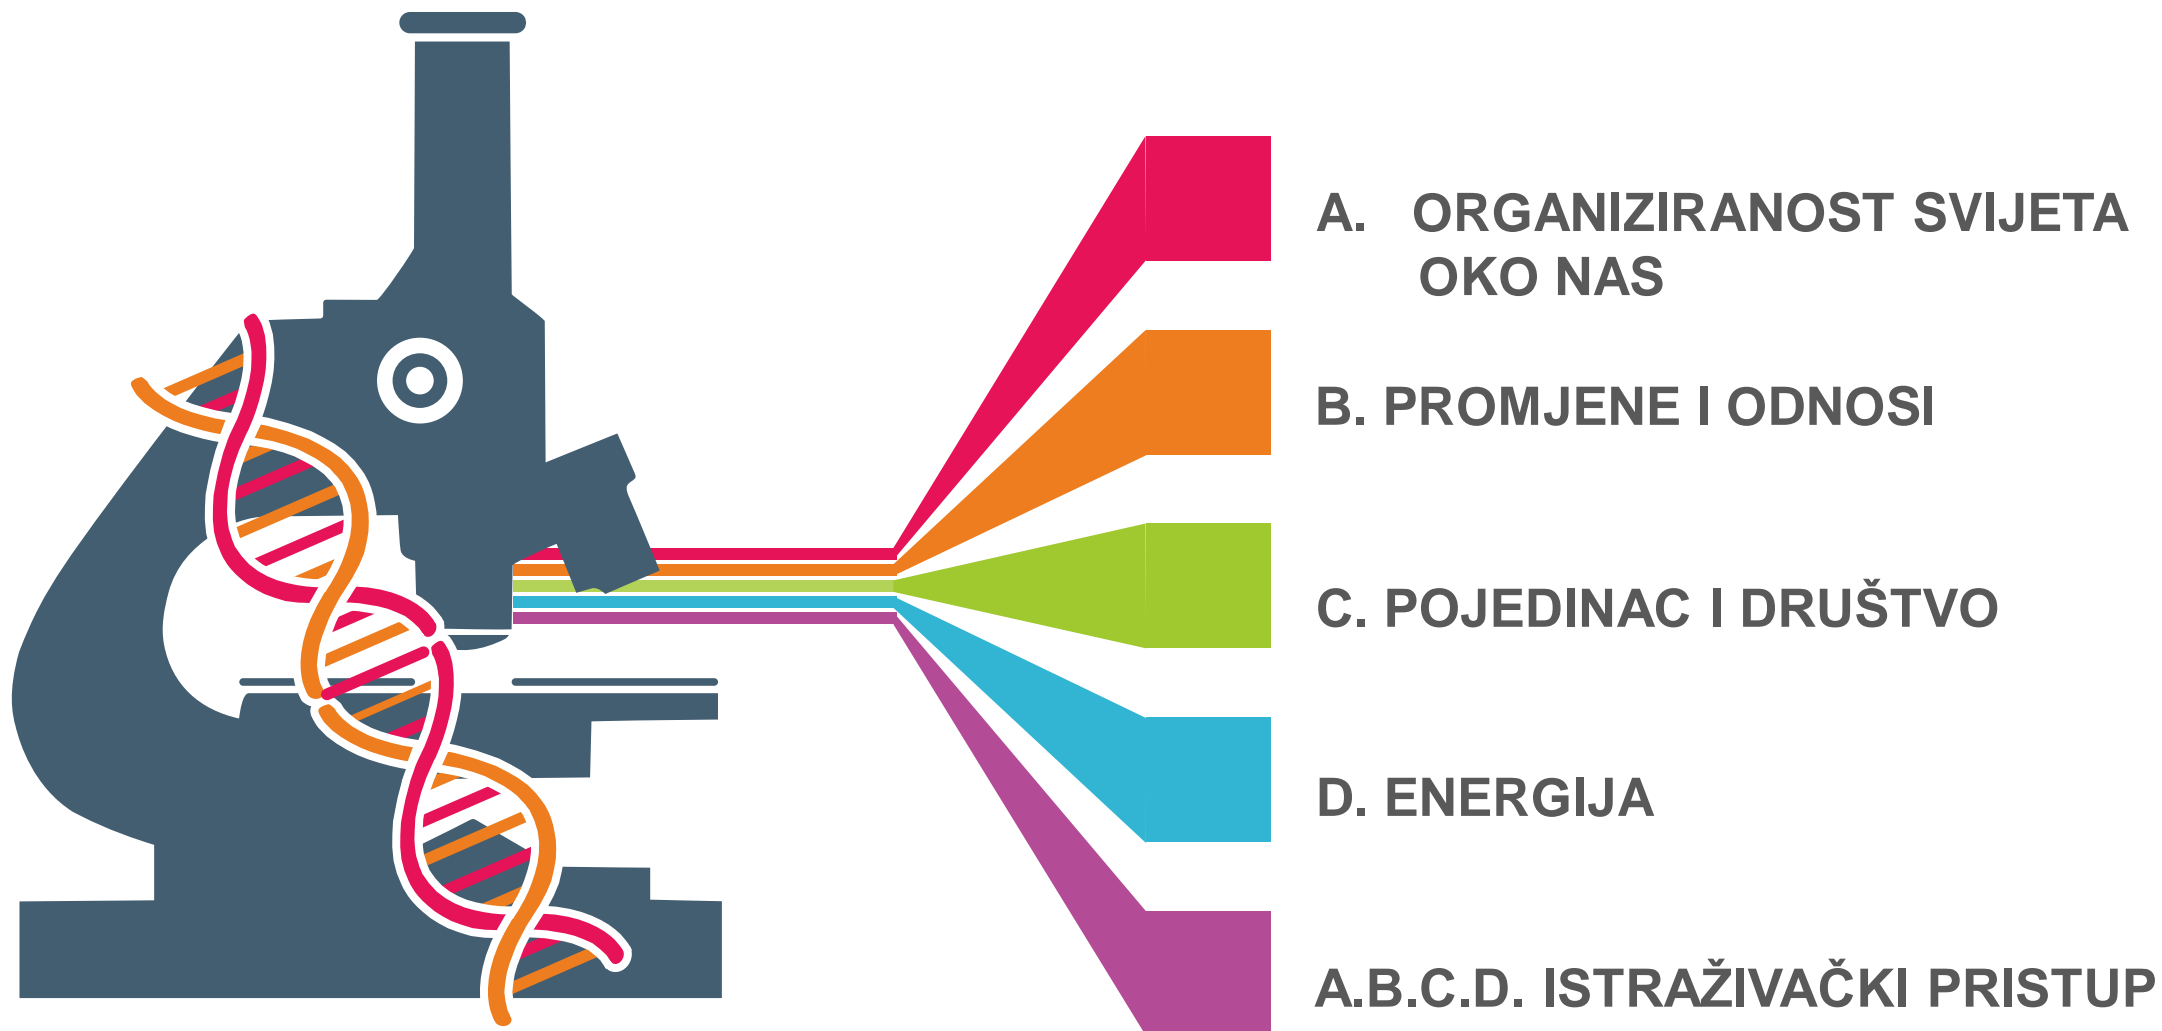 A. ORGANIZIRANOST SVIJETA
OKO NAS
B. PROMJENE I ODNOSI
C. POJEDINAC I DRUŠTVO
D. ENERGIJA
A.B.C.D. ISTRAŽIVAČKI PRISTUP